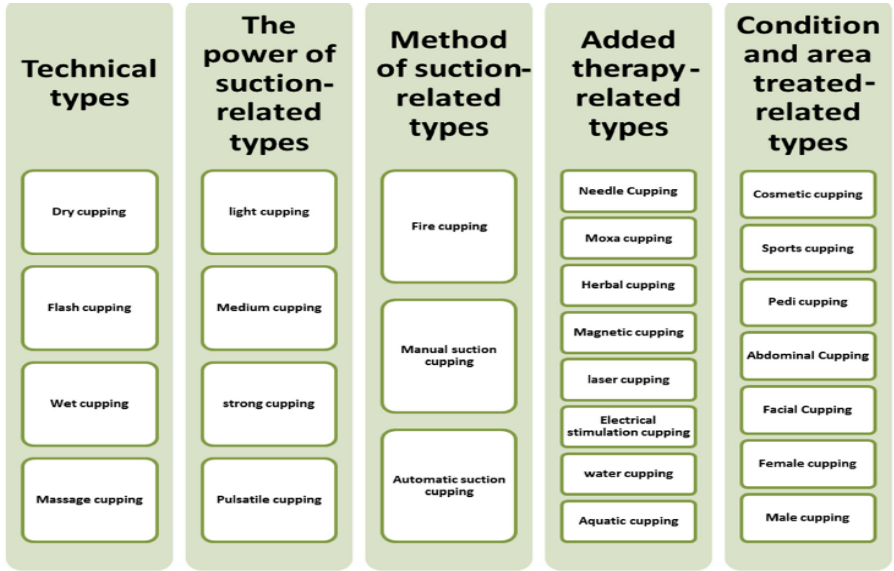 Technical
types
Dry cupping
Flash cupping
Wet cupping
Massage cupping
The
power of
suction-
related
types
light cupping
Medium cupping
strong cupping
Pulsatile cupping
Method
of suction-
related
types
Fire cupping
Manual suction
cupping
Automatic suction
cupping
Added
therapy-
related
types
Needle Cupping
Moxa cupping
Herbal cupping
Magnetic cupping
laser cupping
Electrical
stimulation cupping
water cupping
Aquatic cupping
Condition
and area
treated-
related
types
Cosmetic cupping
Sports cupping
Pedi cupping
Abdominal Cupping
Facial Cupping
Female cupping
Male cupping